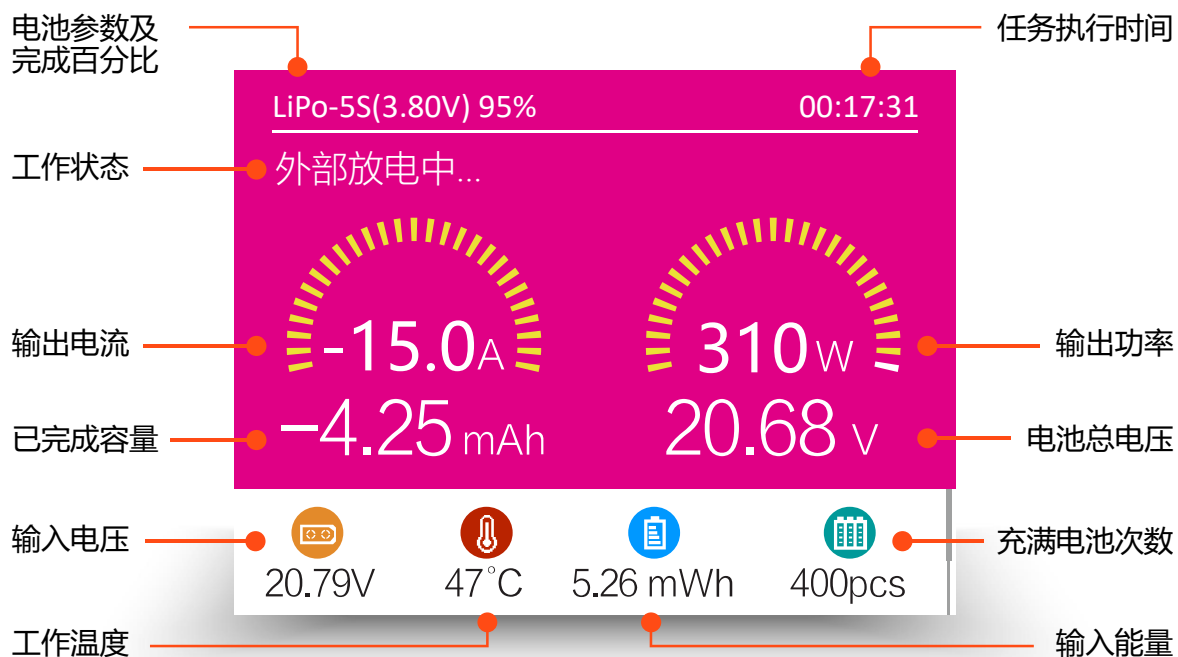 电池参数及
完成百分比
任务执行时间
LiPo-5S(3.80V) 95%
00:17:31
工作状态
外部放电中...
输出电流
-15.0A
310W
输出功率
已完成容量
−4.25 mAh
20.68 V
电池总电压
输入电压
20.79V
47°C
5.26 mWh
400pcs
充满电池次数
工作温度
输入能量